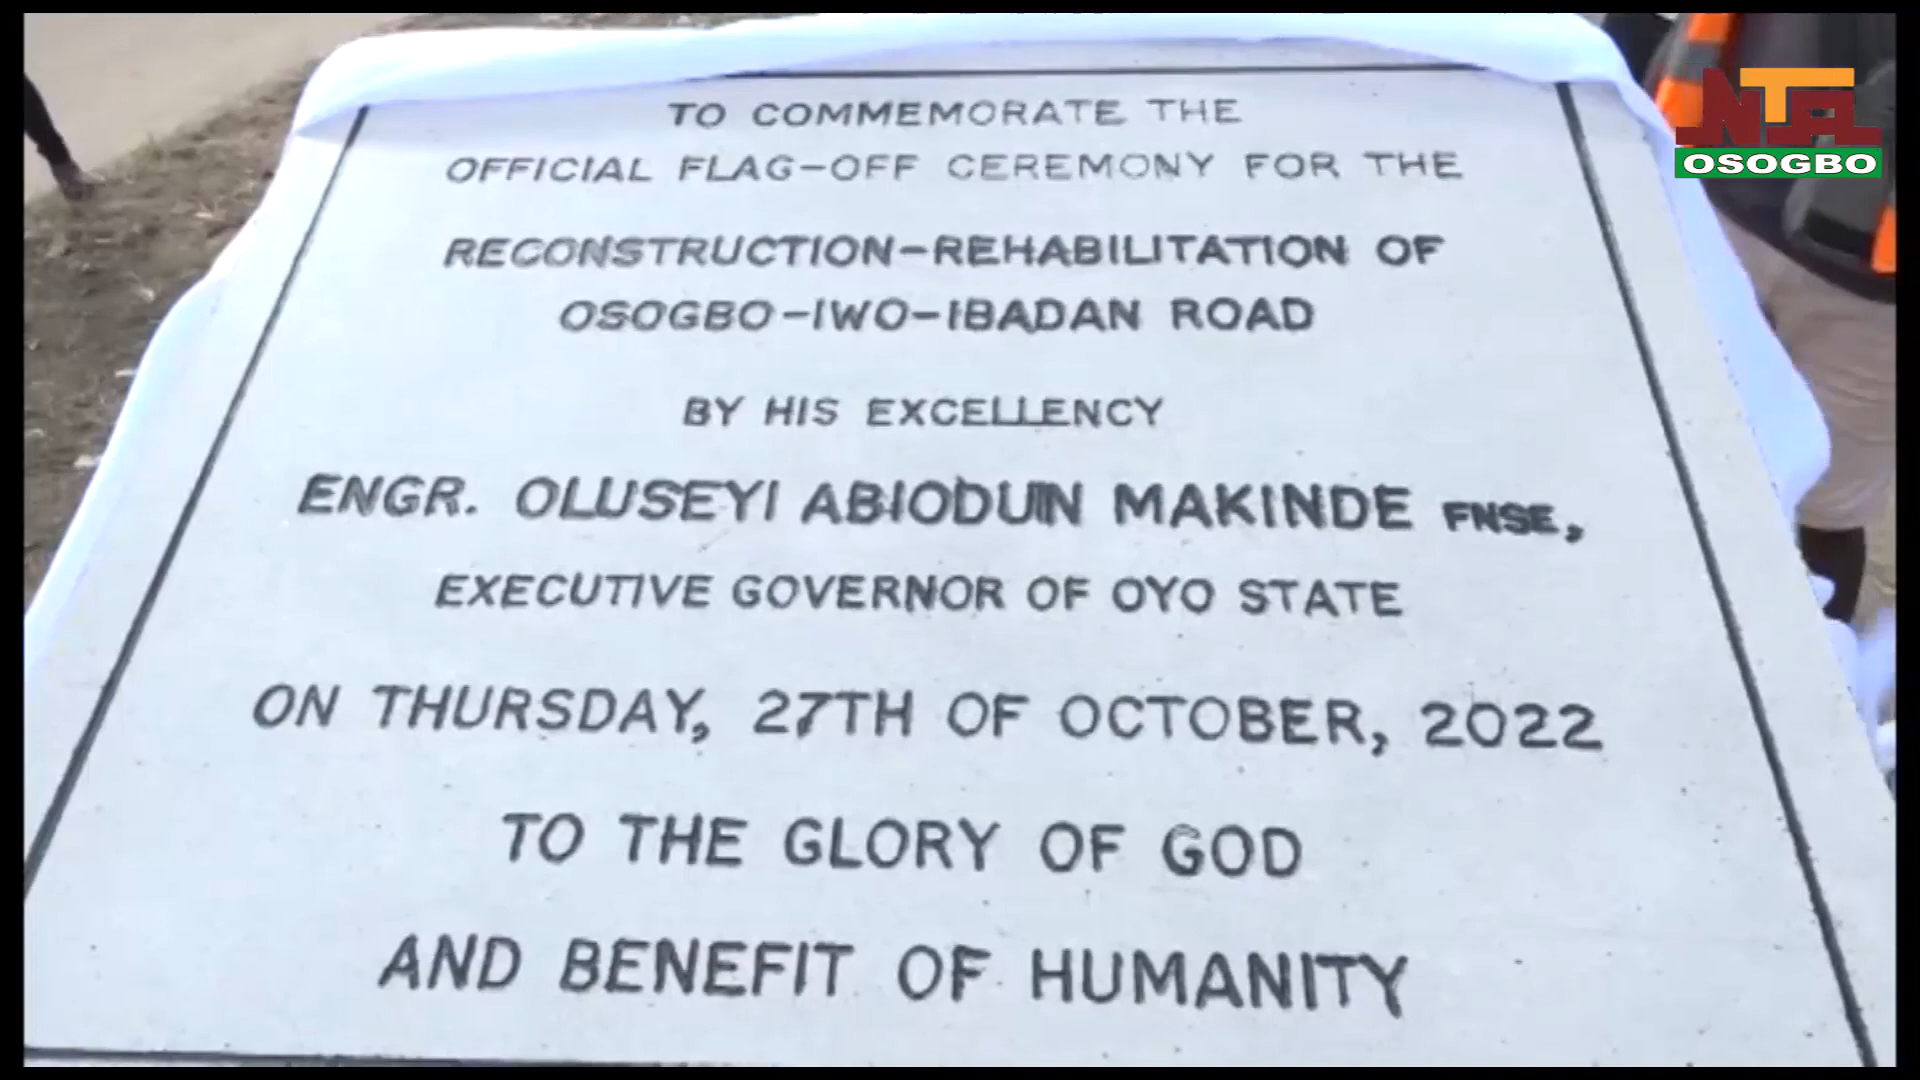 TO COMMEMORATE THE
OFFICIAL FLAG-OFF CEREMONY FOR THE
RECONSTRUCTION-REHABILITATION OF
OSOGBO-IWO-IBADAN ROAD
BY HIS EXCELLENCY
ENGR. OLUSEYI ABIODUN MAKINDE FNSE,
EXECUTIVE GOVERNOR OF OYO STATE
ON THURSDAY, 27TH OF OCTOBER, 2022
TO THE GLORY OF GOD
AND BENEFIT OF HUMANITY
NTA
OSOGBO